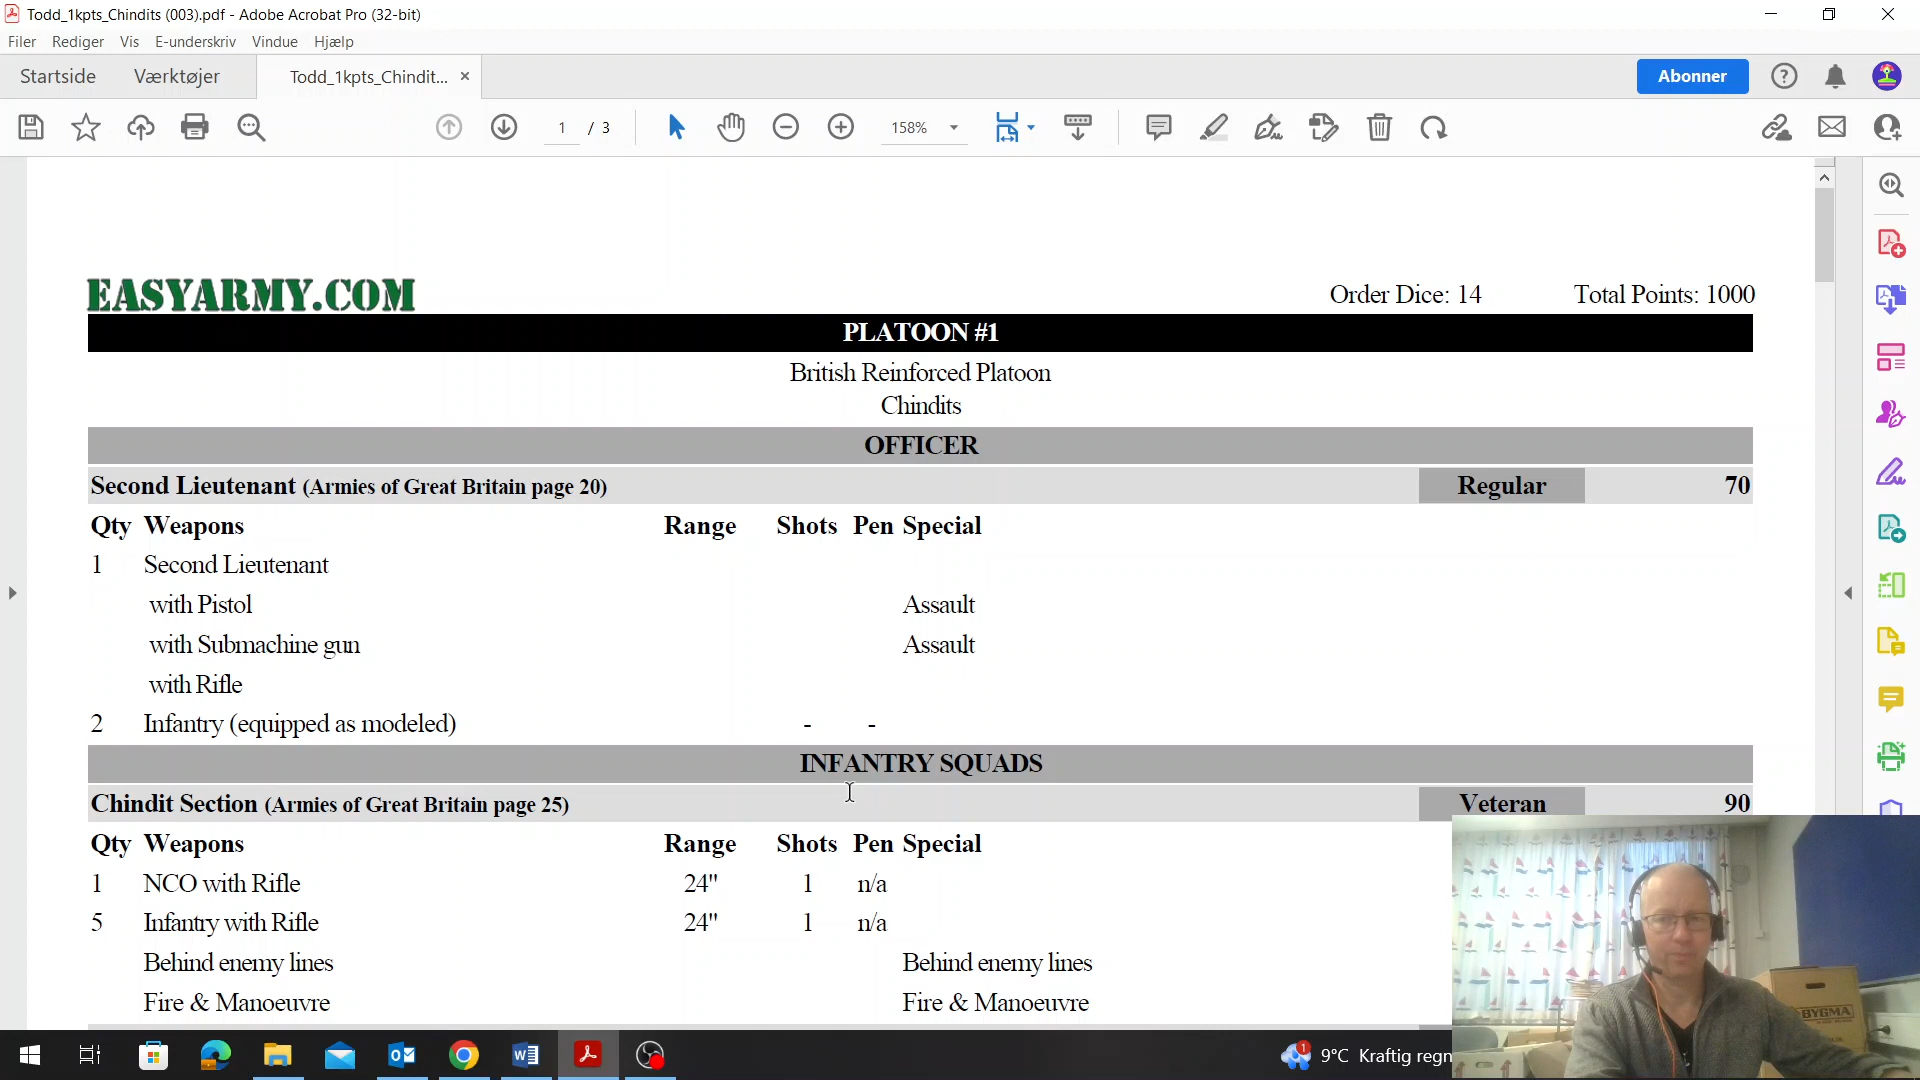 Todd_1kpts_Chindits (003).pdf - Adobe Acrobat Pro (32-bit)
Filer Rediger Vis E-underskriv Vindue Hjælp
Startside Værktøjer Todd_1kpts_Chindit... × Abonner
1 / 3 158%
EASYARMY.COM Order Dice: 14 Total Points: 1000
PLATOON #1
British Reinforced Platoon
Chindits
OFFICER
Second Lieutenant (Armies of Great Britain page 20) Regular 70
Qty Weapons Range Shots Pen Special
1 Second Lieutenant
with Pistol Assault
with Submachine gun Assault
with Rifle
2 Infantry (equipped as modeled) - -
INFANTRY SQUADS
Chindit Section (Armies of Great Britain page 25) Veteran 90
Qty Weapons Range Shots Pen Special
1 NCO with Rifle 24" 1 n/a
5 Infantry with Rifle 24" 1 n/a
Behind enemy lines Behind enemy lines
Fire & Manoeuvre Fire & Manoeuvre
BYGMA
1 9°C Kraftig regn